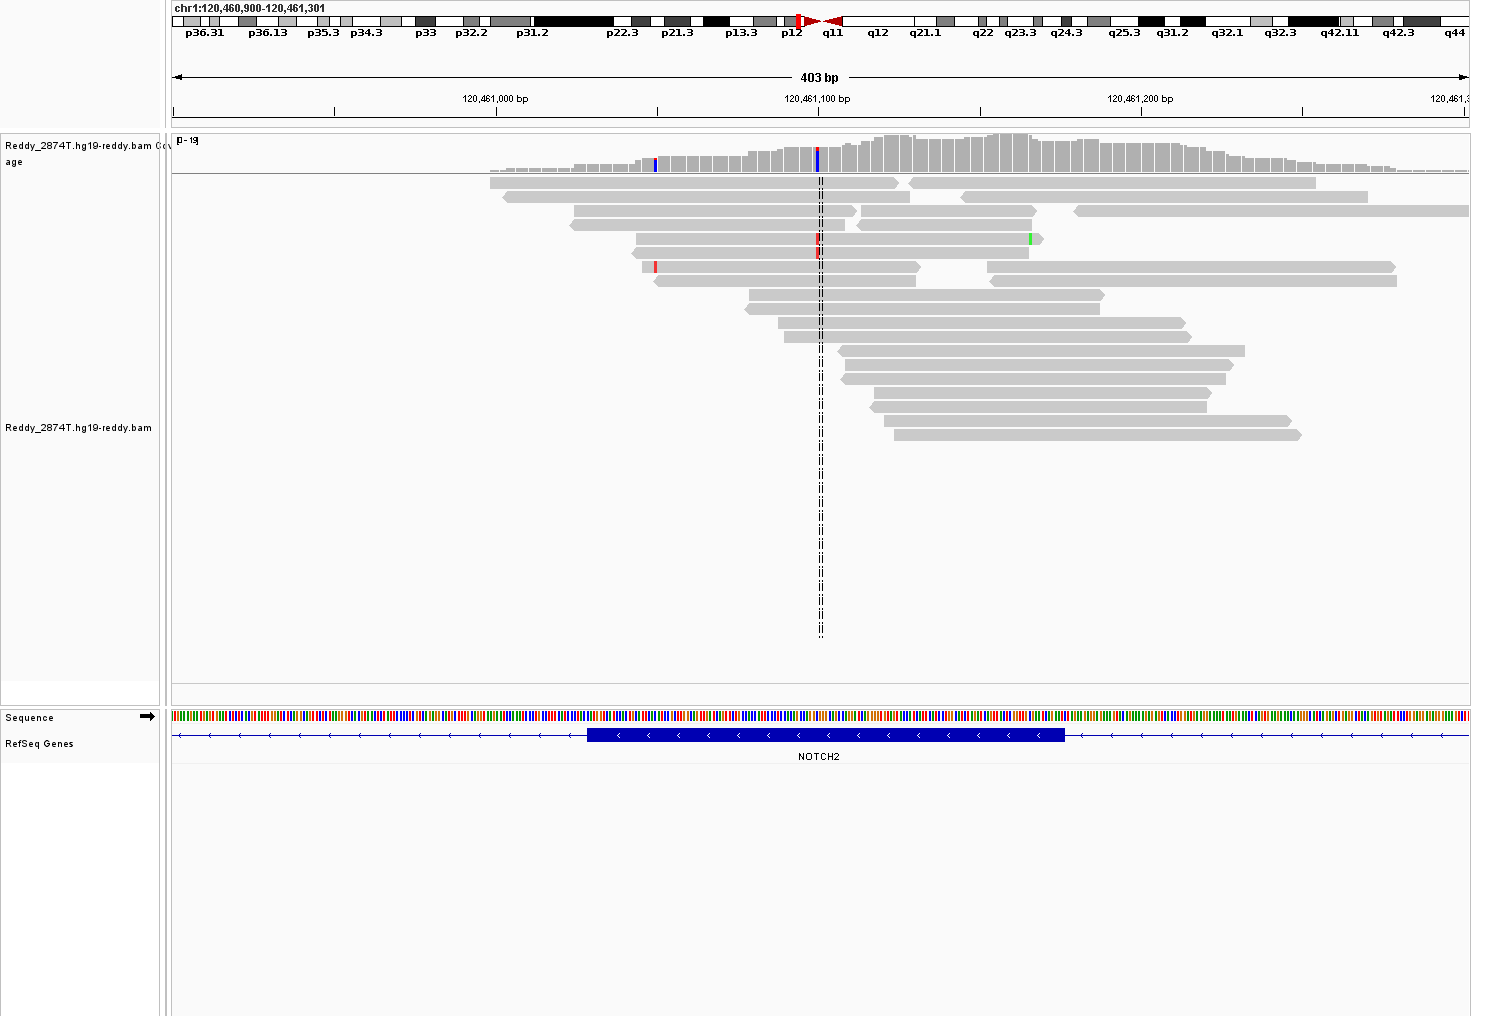 chr1:120,460,900-120,461,301
p36.31 p36.13 p35.3 p34.3 p33 p32.2 p31.2 p22.3 p21.3 p13.3 p12 q11 q12 q21.1 q22 q23.3 q24.3 q25.3 q31.2 q32.1 q32.3 q42.11 q42.3 q44
403 bp
120,461,000 bp 120,461,100 bp 120,461,200 bp 120,461,3
[0 - 19]
Reddy_2874T.hg19-reddy.bam Cov
age
Reddy_2874T.hg19-reddy.bam
Sequence
RefSeq Genes
NOTCH2